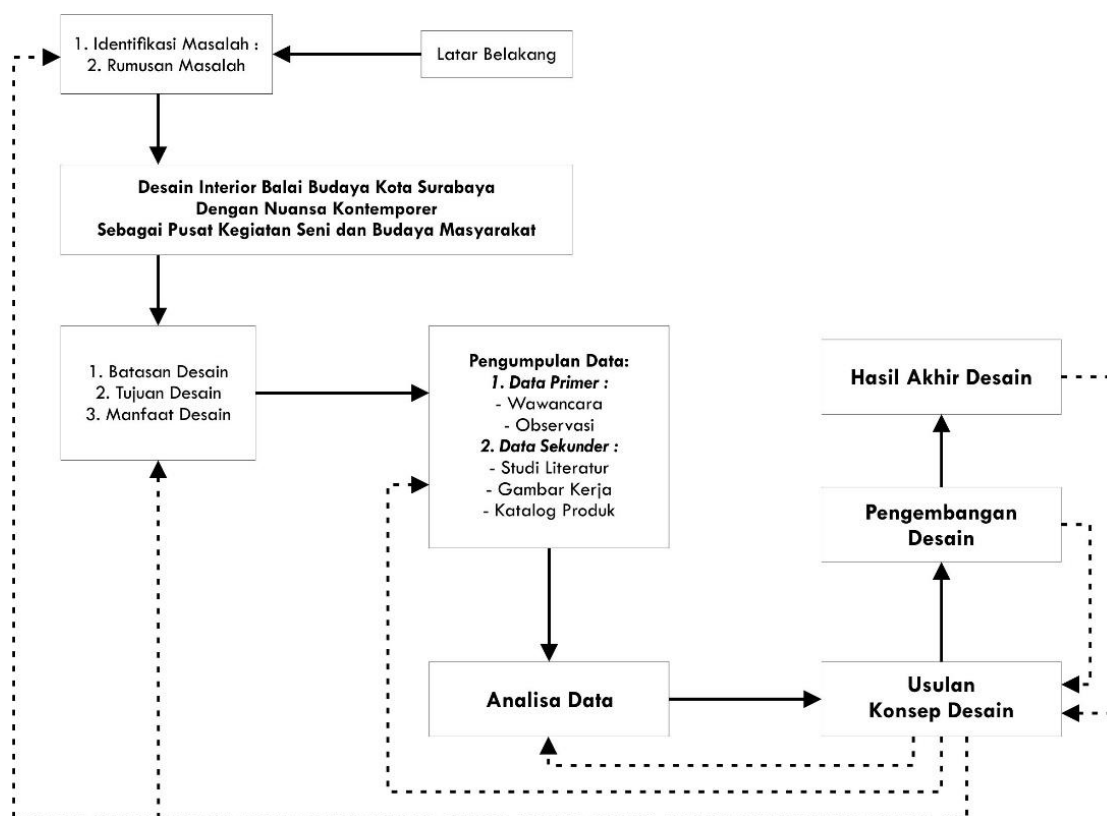 1. Identifikasi Masalah :
2. Rumusan Masalah
Latar Belakang
Desain Interior Balai Budaya Kota Surabaya
Dengan Nuansa Kontemporer
Sebagai Pusat Kegiatan Seni dan Budaya Masyarakat
1. Batasan Desain
2. Tujuan Desain
3. Manfaat Desain
Pengumpulan Data:
1. Data Primer :
- Wawancara
- Observasi
2. Data Sekunder :
- Studi Literatur
- Gambar Kerja
- Katalog Produk
Hasil Akhir Desain
Pengembangan
Desain
Analisa Data
Usulan
Konsep Desain